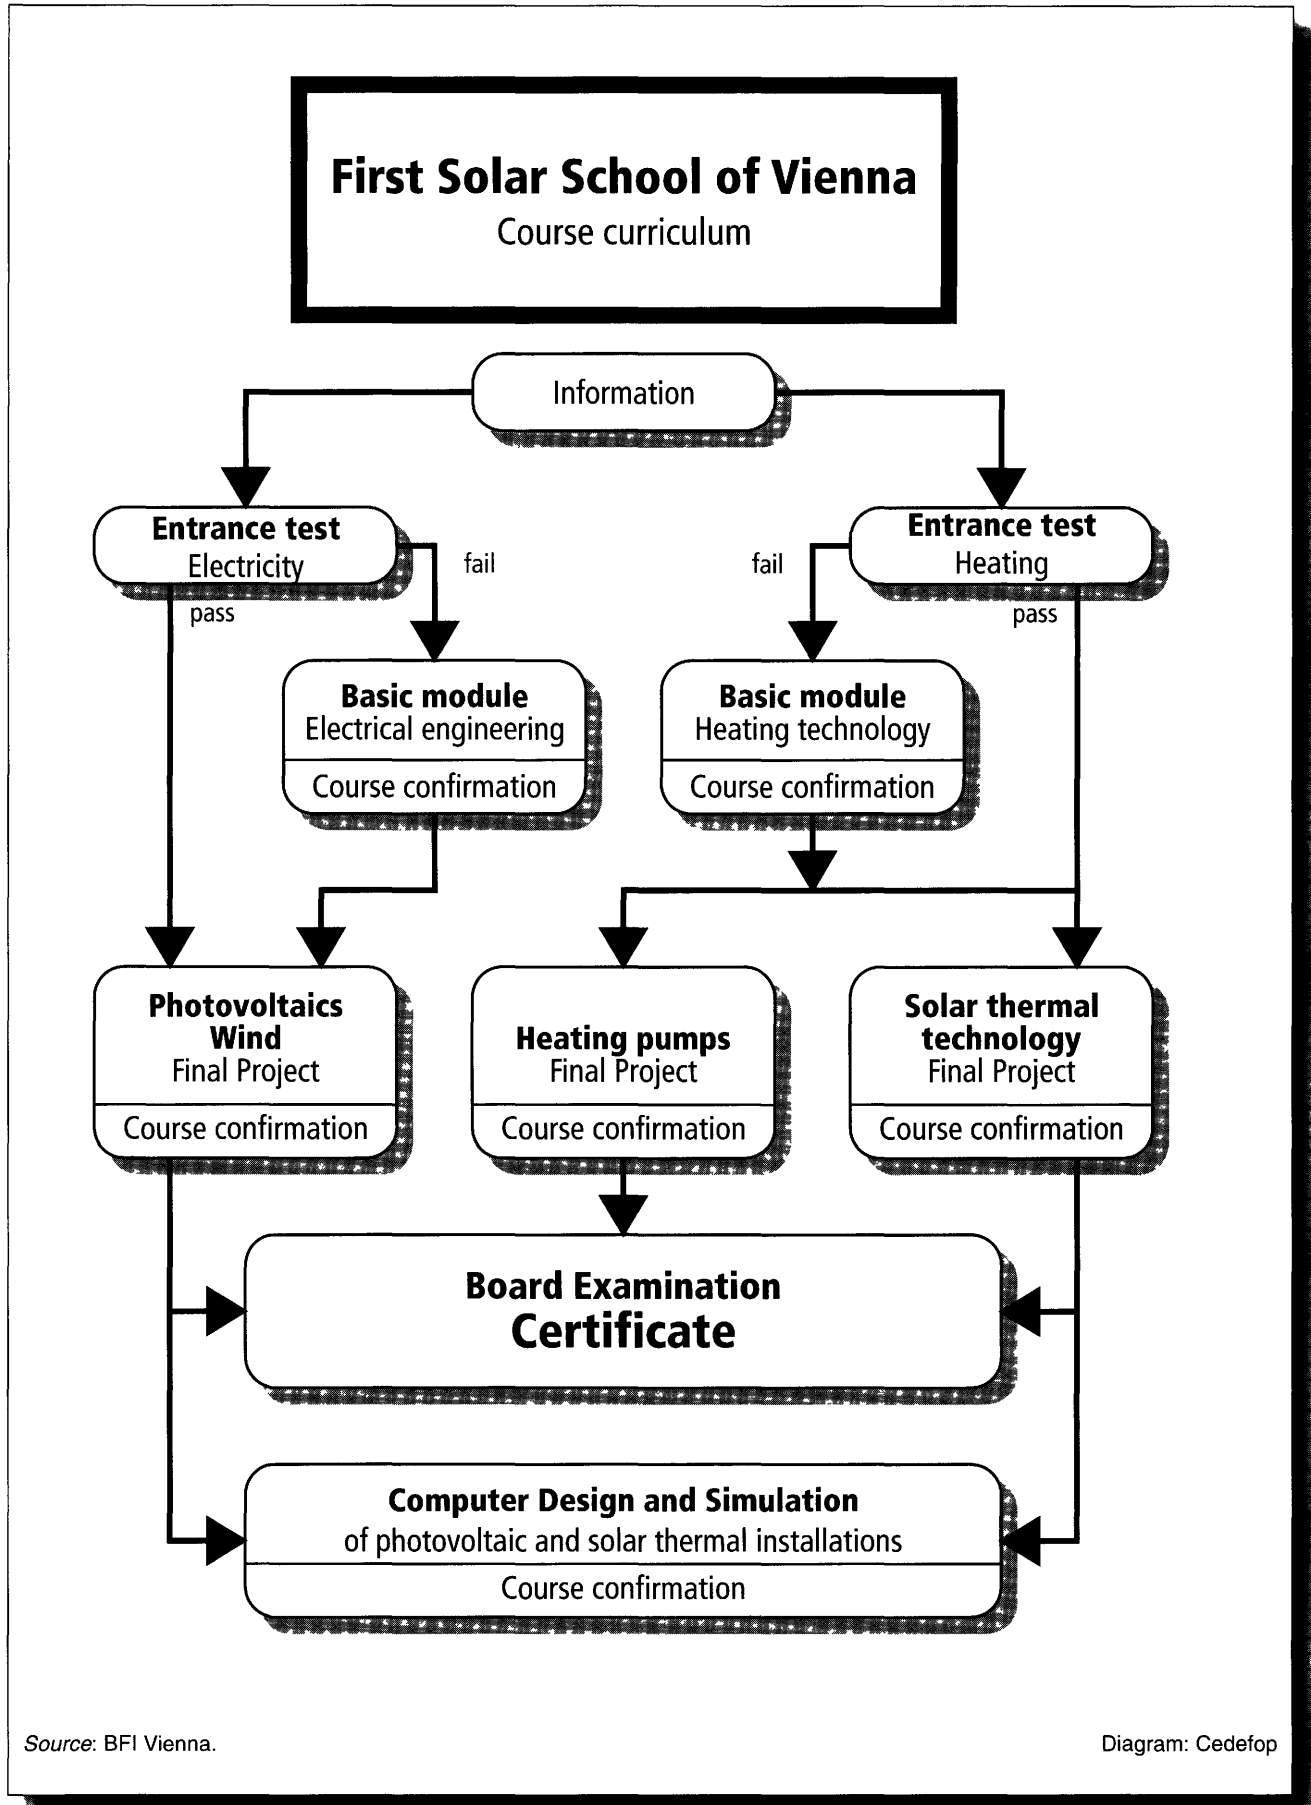 First Solar School of Vienna
Course curriculum
Information
Entrance test
Electricity
fail
pass
Entrance test
Heating
fail
pass
Basic module
Electrical engineering
Course confirmation
Basic module
Heating technology
Course confirmation
Photovoltaics
Wind
Final Project
Course confirmation
Heating pumps
Final Project
Course confirmation
Solar thermal
technology
Final Project
Course confirmation
Board Examination
Certificate
Computer Design and Simulation
of photovoltaic and solar thermal installations
Course confirmation
Source: BFI Vienna.
Diagram: Cedefop